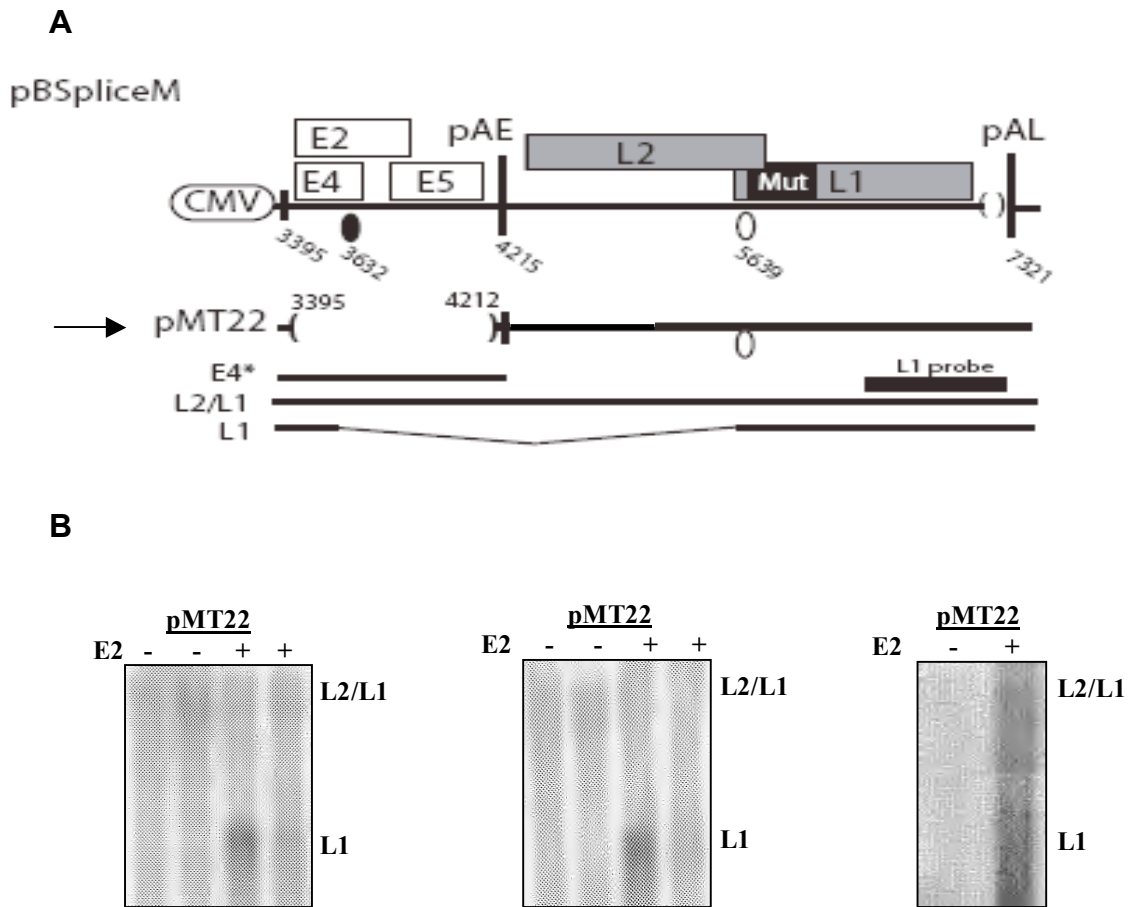 A
pBSpliceM
E2
pAE
L2
pAL
E4
E5
Mut
L1
CMV
( )
3395
3632
4215
5639
7321
3395
4212
pMT22
( )
E4*
L1 probe
L2/L1
L1
B
pMT22
E2 - - + +
L2/L1
L1
pMT22
E2 - - + +
L2/L1
L1
pMT22
E2 - +
L2/L1
L1